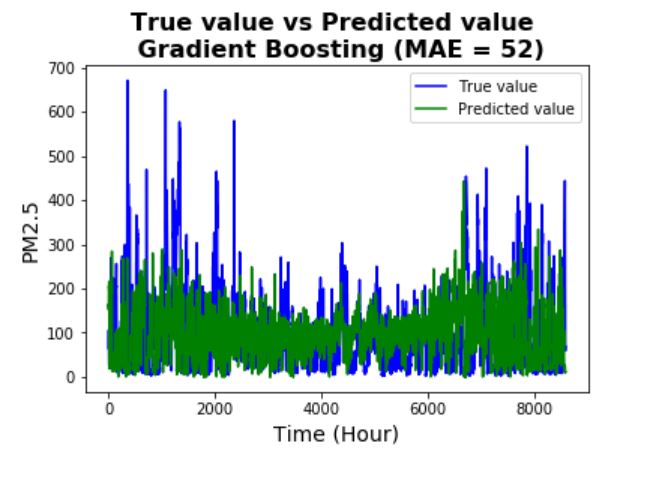 True value vs Predicted value
Gradient Boosting (MAE = 52)
True value
Predicted value
700
600
500
400
300
200
100
0
PM2.5
0 2000 4000 6000 8000
Time (Hour)